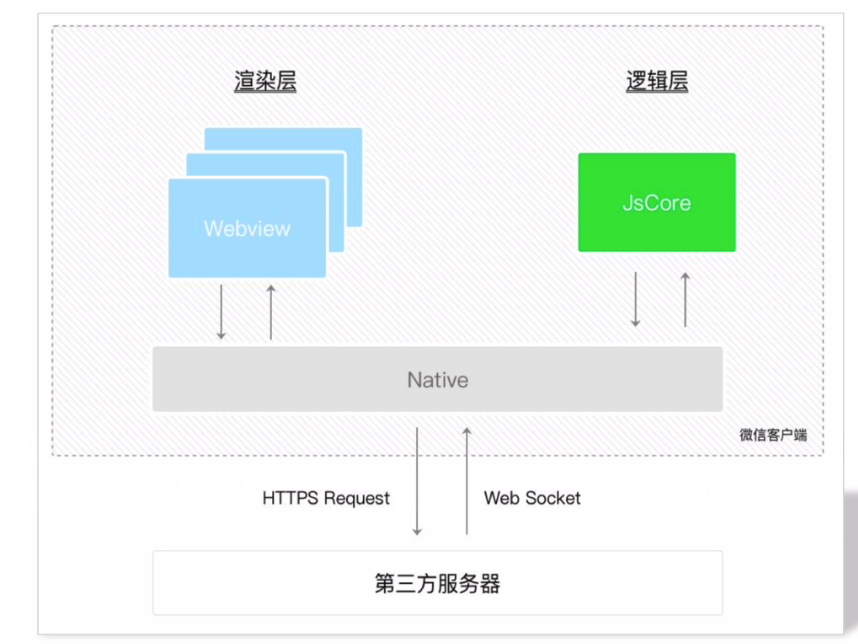 渲染层
逻辑层
Webview
JsCore
Native
微信客户端
HTTPS Request
Web Socket
第三方服务器